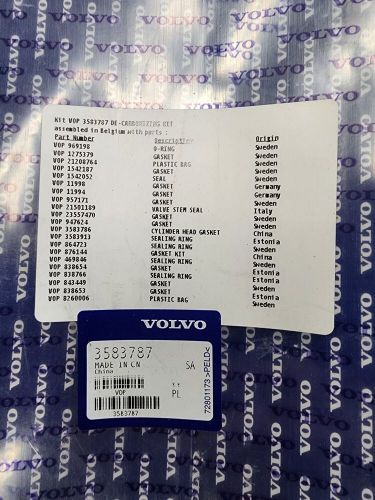 Kit VOP 3583787 DE-CARBONIZING KIT
assembled in Belgium with parts :
Part Number Description Origin
VOP 969198 O-RING Sweden
VOP 1275379 GASKET Sweden
VOP 21208764 PLASTIC BAG Sweden
VOP 1542187 GASKET Sweden
VOP 1542052 SEAL Sweden
VOP 11998 GASKET Germany
VOP 11994 GASKET Germany
VOP 957171 GASKET Sweden
VOP 21501189 VALVE STEM SEAL Italy
VOP 23557470 GASKET Sweden
VOP 947624 GASKET Sweden
VOP 3583786 CYLINDER HEAD GASKET China
VOP 3583913 SEALING RING Estonia
VOP 864723 SEALING RING Sweden
VOP 876144 GASKET KIT China
VOP 469846 SEALING RING Estonia
VOP 838654 GASKET Sweden
VOP 838766 SEALING RING Estonia
VOP 843449 GASKET Sweden
VOP 838653 GASKET Sweden
VOP 8260006 PLASTIC BAG Sweden
VOLVO
3583787 SA
MADE IN CN
China
VOP PL
3583787
72801173 >PELD<